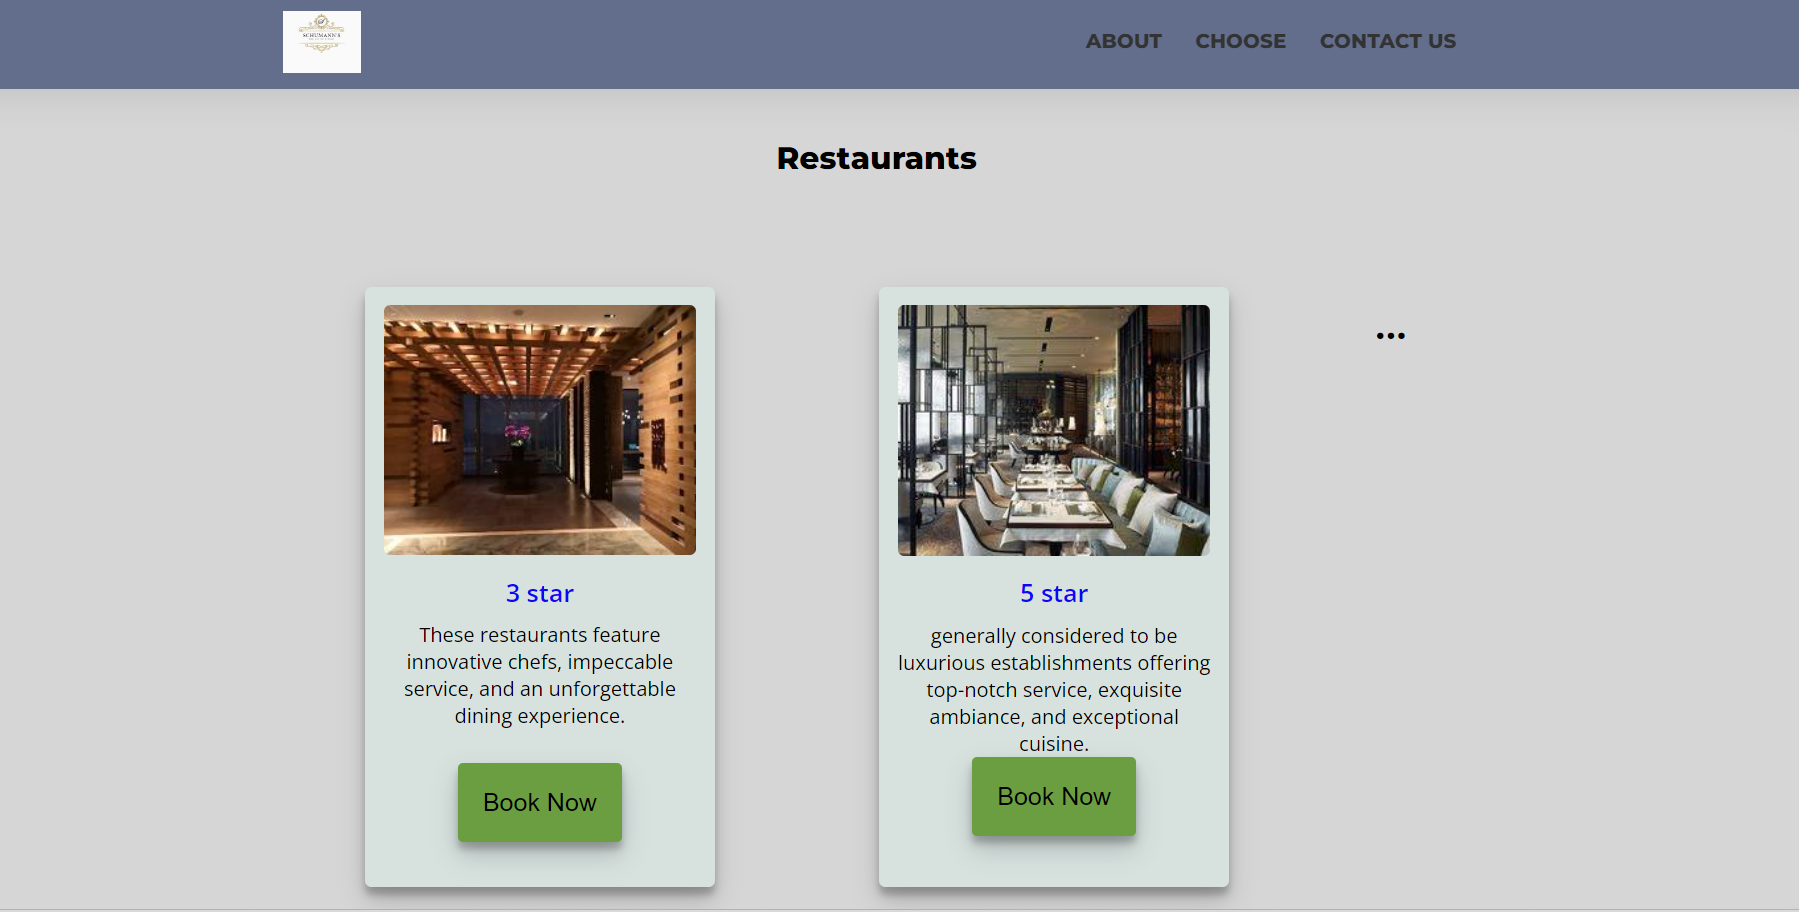 SCHUMANN'S
ABOUT CHOOSE CONTACT US
Restaurants
...
3 star
These restaurants feature
innovative chefs, impeccable
service, and an unforgettable
dining experience.
Book Now
5 star
generally considered to be
luxurious establishments offering
top-notch service, exquisite
ambiance, and exceptional
cuisine.
Book Now